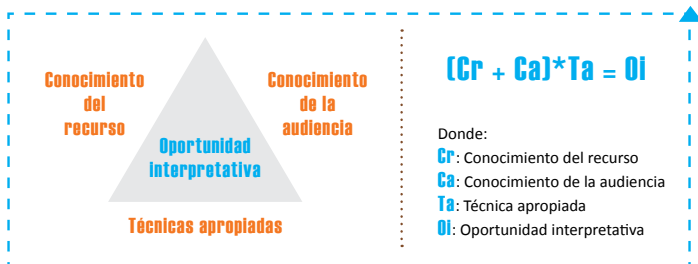 Conocimiento
del
recurso
Conocimiento
de la
audiencia
Oportunidad
interpretativa
Técnicas apropiadas
(Cr + Ca)*Ta = Oi
Donde:
Cr: Conocimiento del recurso
Ca: Conocimiento de la audiencia
Ta: Técnica apropiada
Oi: Oportunidad interpretativa